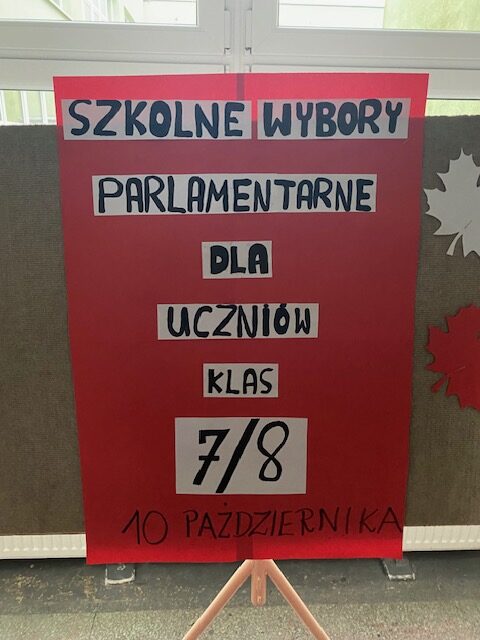 SZKOLNE WYBORY
PARLAMENTARNE
DLA
UCZNIÓW
KLAS
7/8
10 PAŹDZIERNIKA